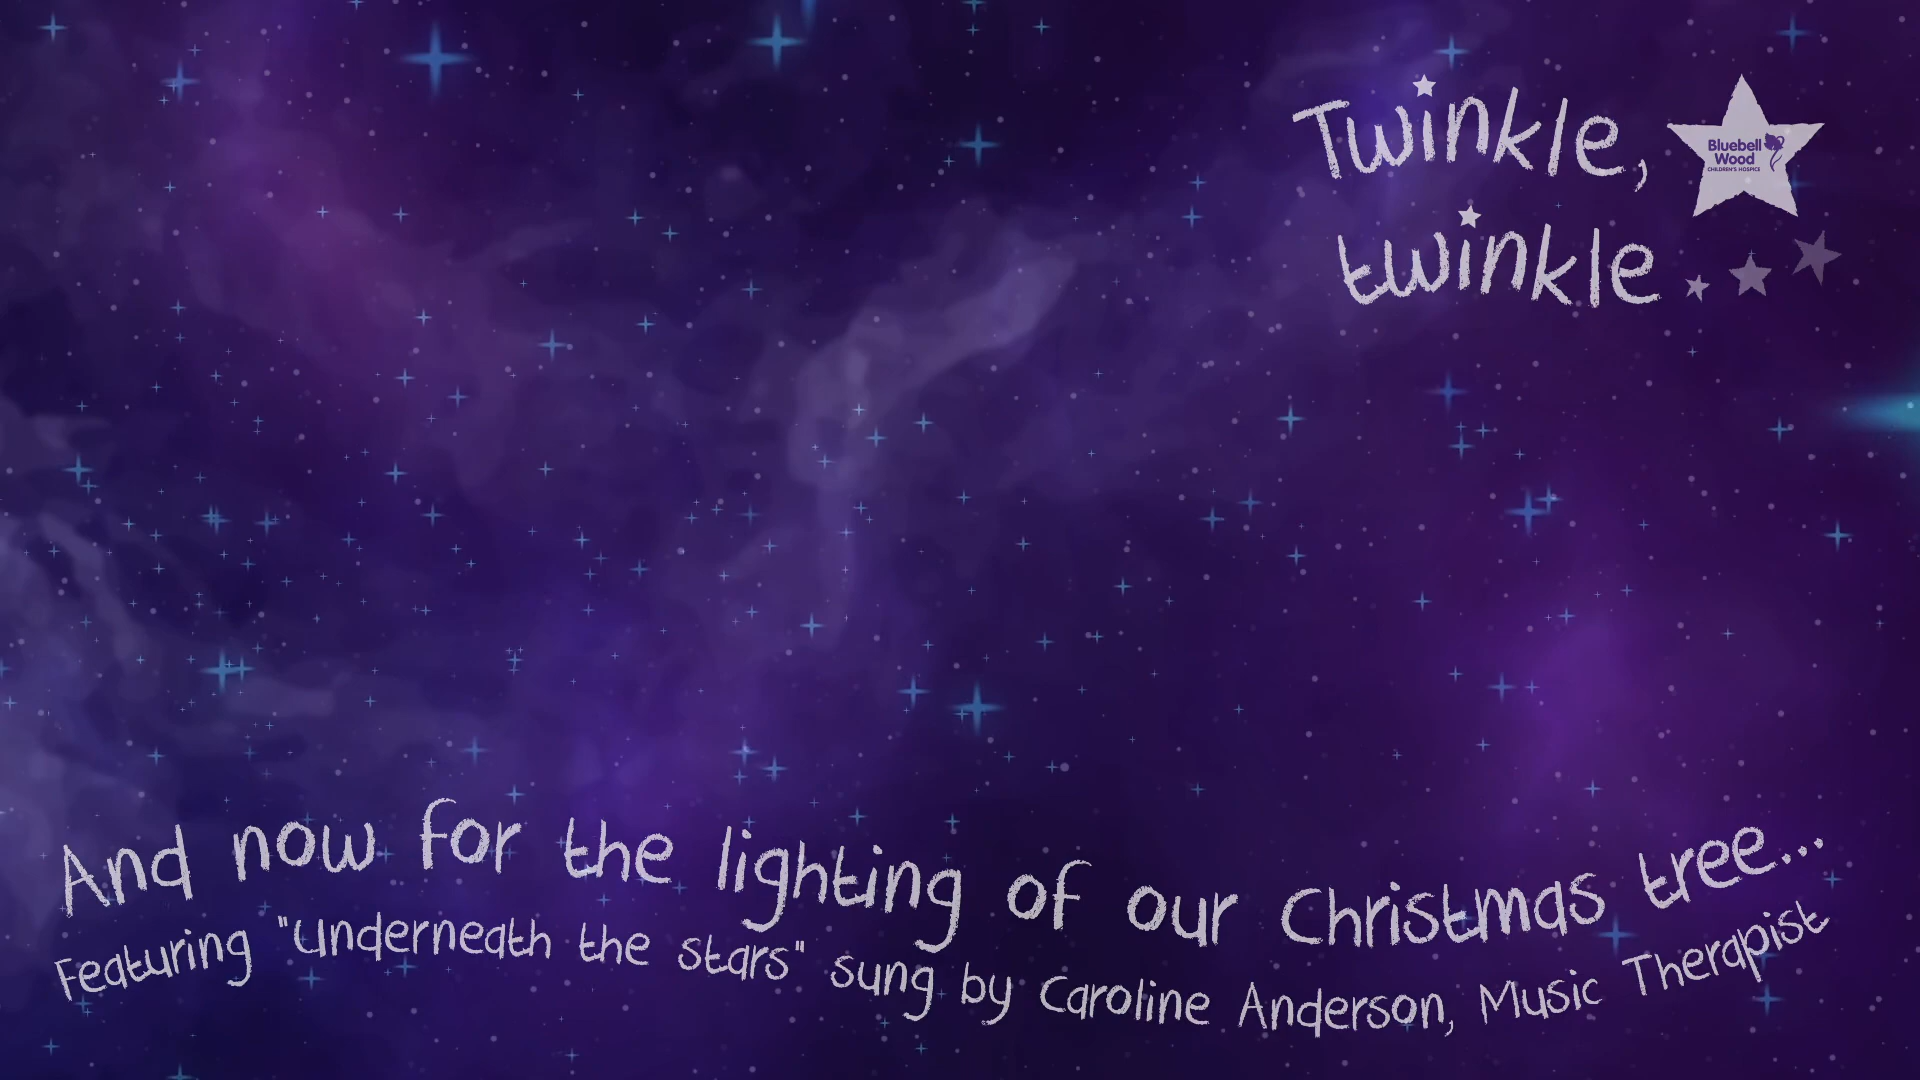 Twinkle,
twinkle
Bluebell
Wood
CHILDREN'S HOSPICE
And now for the lighting of our Christmas tree...
Featuring "Underneath the stars" sung by Caroline Anderson, Music Therapist